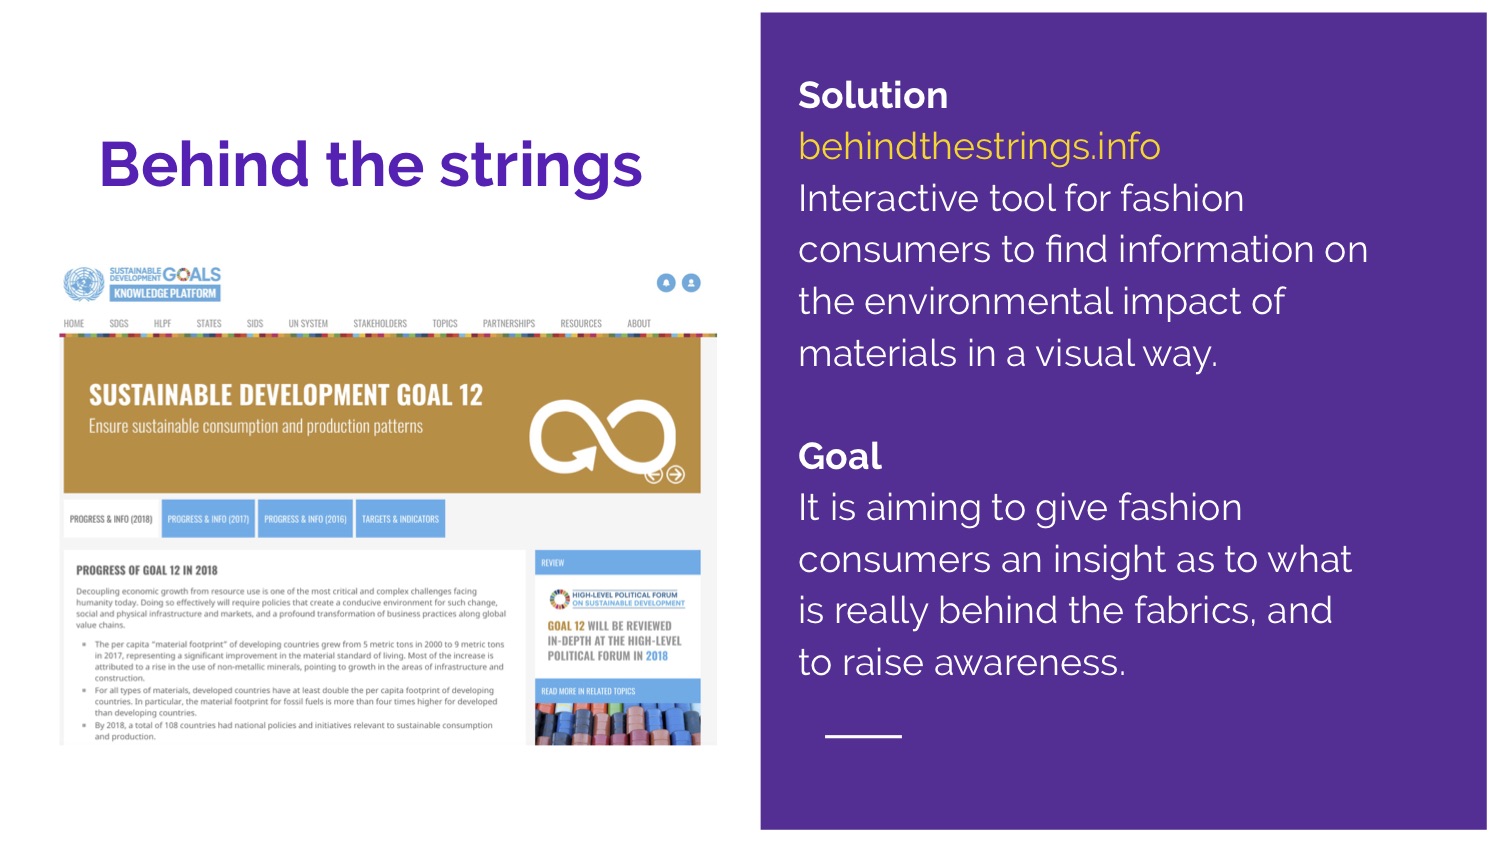 Behind the strings
SUSTAINABLE DEVELOPMENT GOALS
KNOWLEDGE PLATFORM
HOME SDGS HLPF STATES SIDS UN SYSTEM STAKEHOLDERS TOPICS PARTNERSHIPS RESOURCES ABOUT
SUSTAINABLE DEVELOPMENT GOAL 12
Ensure sustainable consumption and production patterns
PROGRESS & INFO (2018) PROGRESS & INFO (2017) PROGRESS & INFO (2016) TARGETS & INDICATORS
PROGRESS OF GOAL 12 IN 2018
Decoupling economic growth from resource use is one of the most critical and complex challenges facing
humanity today. Doing so effectively will require policies that create a conducive environment for such change,
social and physical infrastructure and markets, and a profound transformation of business practices along global
value chains.
The per capita "material footprint" of developing countries grew from 5 metric tons in 2000 to 9 metric tons
in 2017, representing a significant improvement in the material standard of living. Most of the increase is
attributed to a rise in the use of non-metallic minerals, pointing to growth in the areas of infrastructure and
construction.
For all types of materials, developed countries have at least double the per capita footprint of developing
countries. In particular, the material footprint for fossil fuels is more than four times higher for developed
than developing countries.
By 2018, a total of 108 countries had national policies and initiatives relevant to sustainable consumption
and production.
REVIEW
HIGH-LEVEL POLITICAL FORUM
ON SUSTAINABLE DEVELOPMENT
GOAL 12 WILL BE REVIEWED
IN-DEPTH AT THE HIGH-LEVEL
POLITICAL FORUM IN 2018
READ MORE IN RELATED TOPICS
Solution
behindthestrings.info
Interactive tool for fashion
consumers to find information on
the environmental impact of
materials in a visual way.
Goal
It is aiming to give fashion
consumers an insight as to what
is really behind the fabrics, and
to raise awareness.